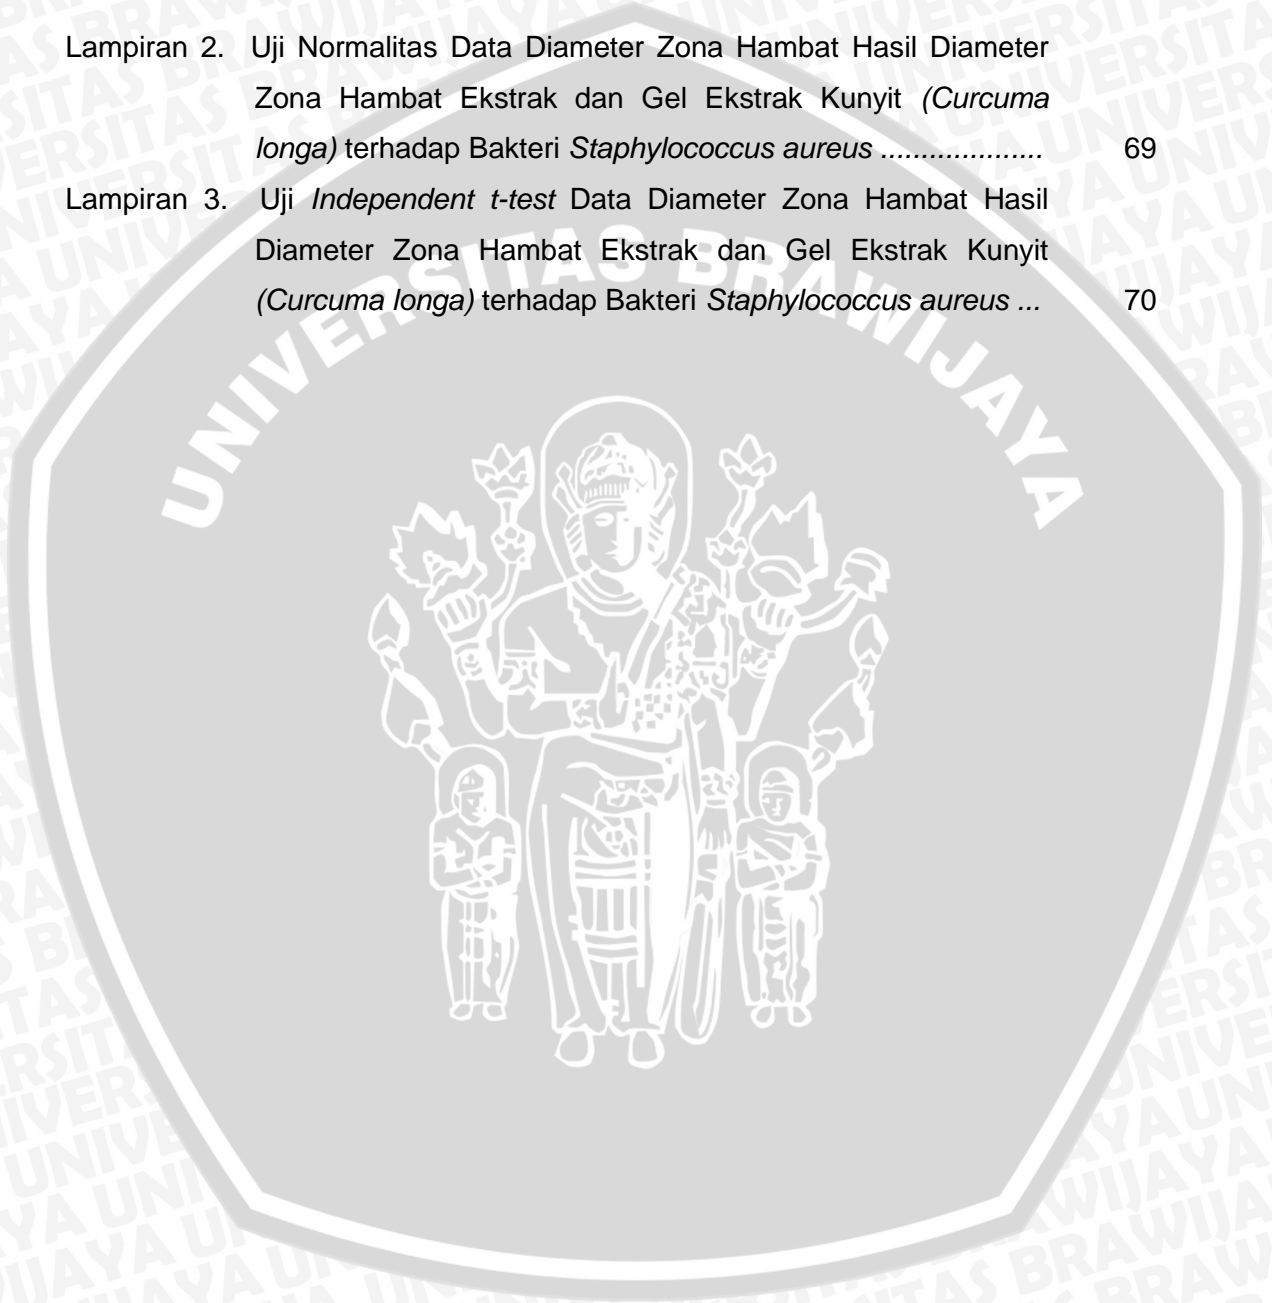 Lampiran 2. Uji Normalitas Data Diameter Zona Hambat Hasil Diameter
Zona Hambat Ekstrak dan Gel Ekstrak Kunyit (Curcuma
longa) terhadap Bakteri Staphylococcus aureus .................... 69
Lampiran 3. Uji Independent t-test Data Diameter Zona Hambat Hasil
Diameter Zona Hambat Ekstrak dan Gel Ekstrak Kunyit
(Curcuma longa) terhadap Bakteri Staphylococcus aureus ... 70
UNIVERSITAS BRAWIJAYA